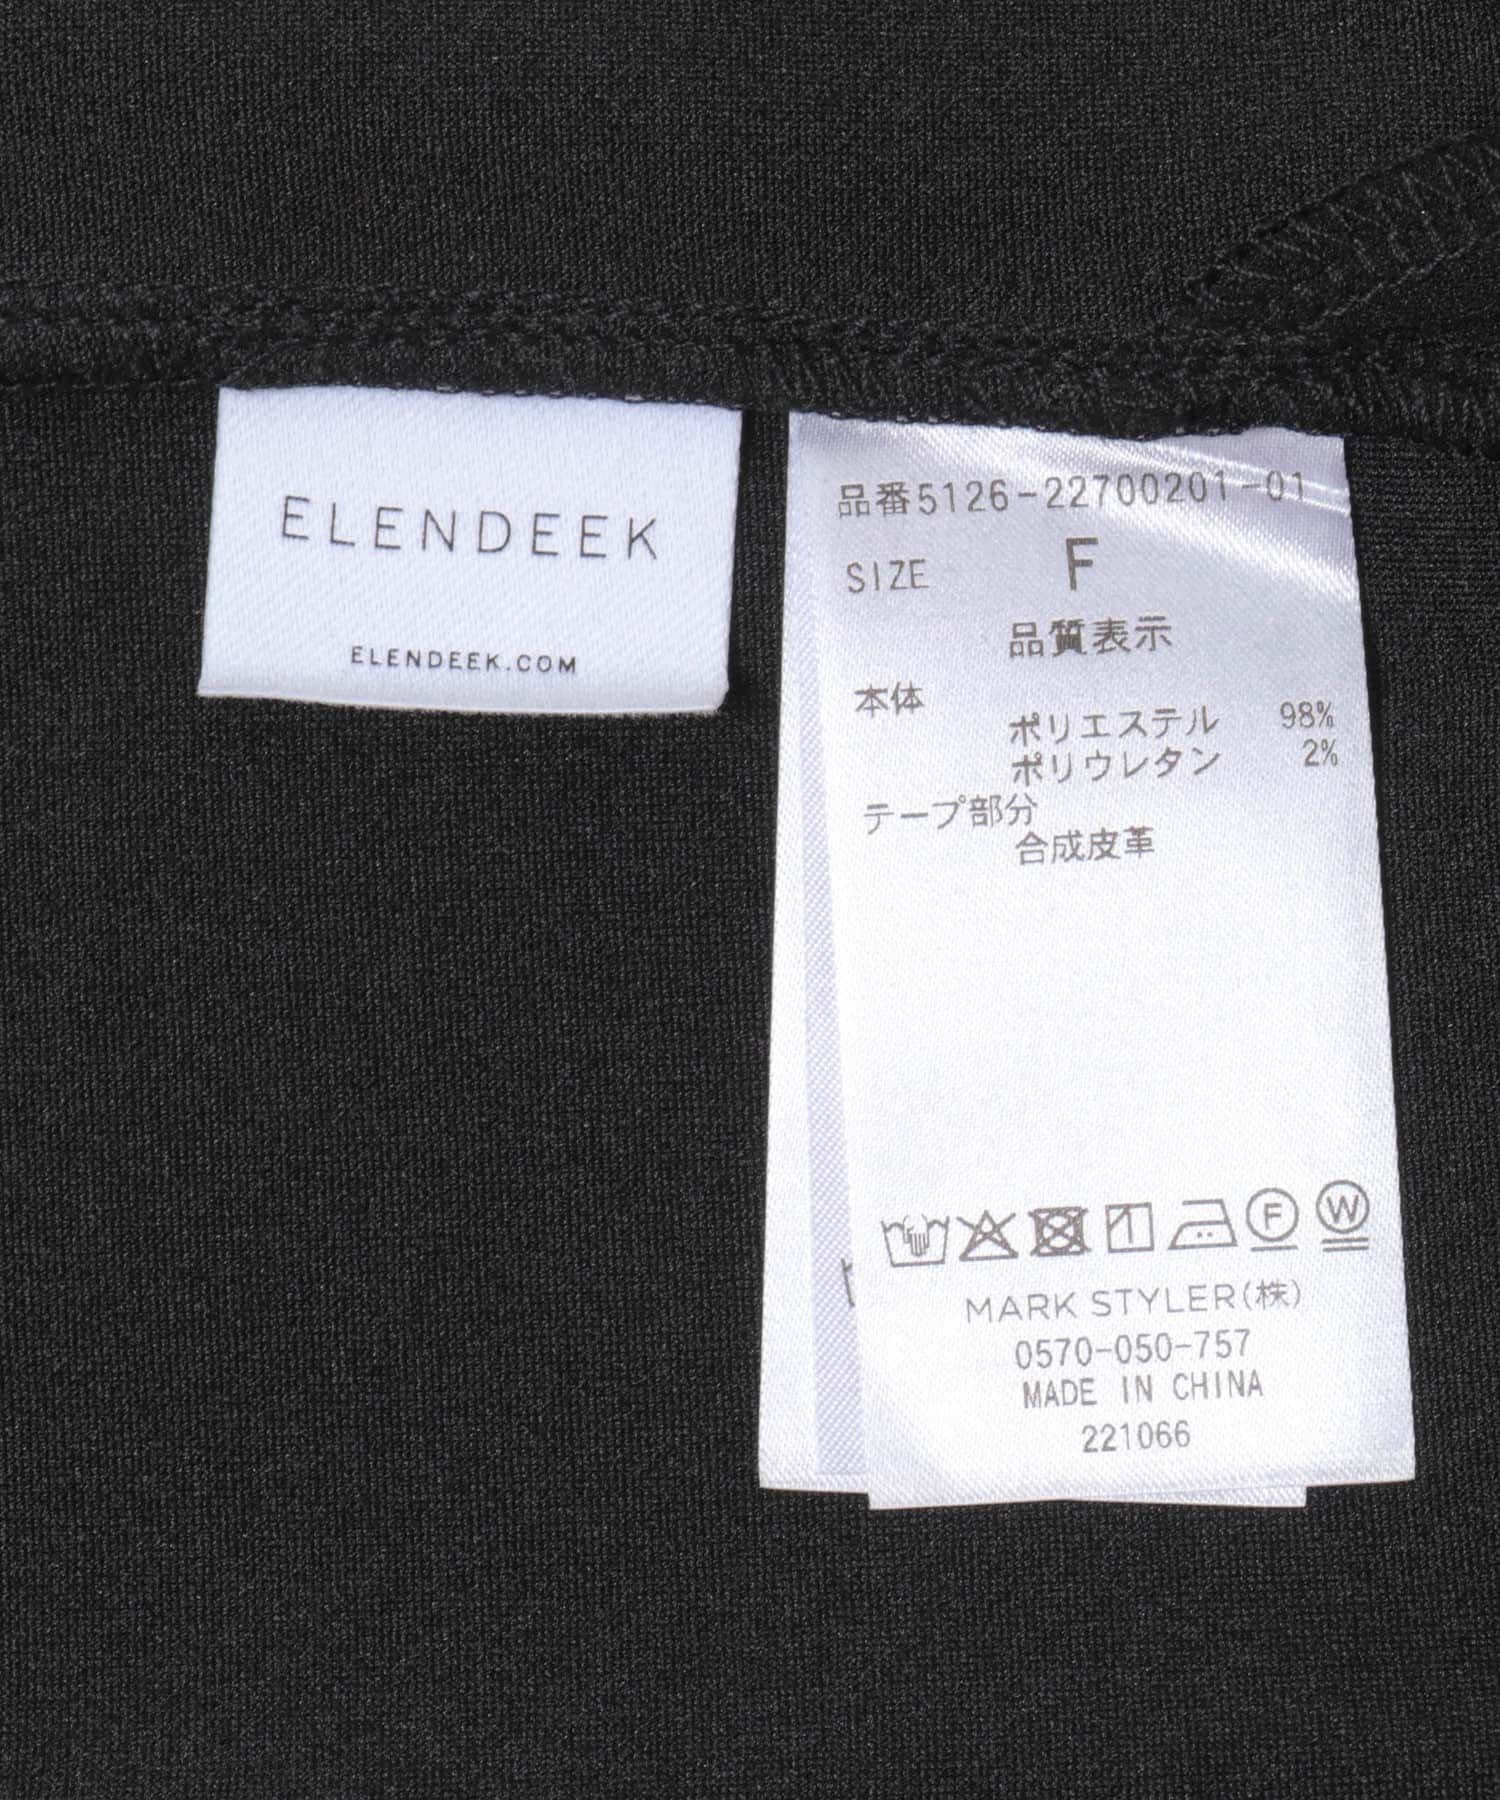 ELENDEEK
ELENDEEK.COM
品番5126-22700201-01
SIZE F
品質表示
本体
ポリエステル 98%
ポリウレタン 2%
テープ部分
合成皮革
F W
MARK STYLER(株)
0570-050-757
MADE IN CHINA
221066